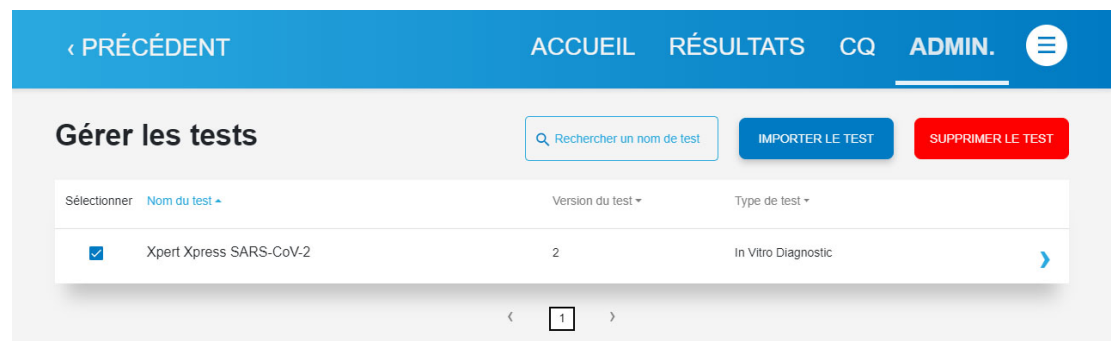 ‹ PRÉCÉDENT ACCUEIL RÉSULTATS CQ ADMIN.
Gérer les tests Rechercher un nom de test IMPORTER LE TEST SUPPRIMER LE TEST
Sélectionner Nom du test Version du test Type de test
Xpert Xpress SARS-CoV-2 2 In Vitro Diagnostic
‹ 1 ›